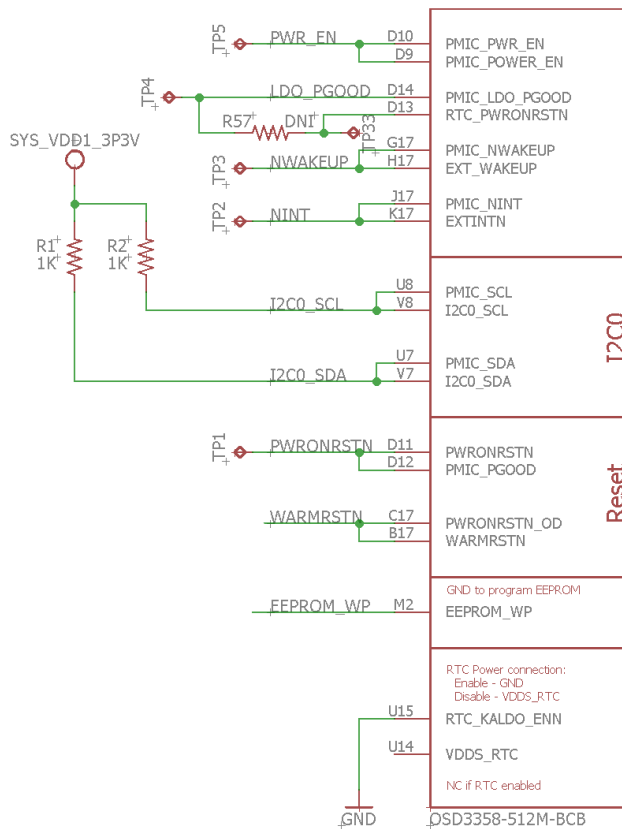 TP5 PWR_EN D10 PMIC_PWR_EN
D9 PMIC_POWER_EN
TP4 LDO_PGOOD D14 PMIC_LDO_PGOOD
D13 RTC_PWRONRSTN
R57 DNI TP33
SYS_VDD1_3P3V
G17 PMIC_NWAKEUP
TP3 NWAKEUP H17 EXT_WAKEUP
J17 PMIC_NINT
TP2 NINT K17 EXTINTN
R1 R2
1K 1K
U8 PMIC_SCL
I2C0_SCL V8 I2C0_SCL
I2C0
U7 PMIC_SDA
I2C0_SDA V7 I2C0_SDA
TP1 PWRONRSTN D11 PWRONRSTN
D12 PMIC_PGOOD
Reset
WARMRSTN C17 PWRONRSTN_OD
B17 WARMRSTN
GND to program EEPROM
EEPROM_WP M2 EEPROM_WP
RTC Power connection:
Enable - GND
Disable - VDDS_RTC
U15 RTC_KALDO_ENN
U14 VDDS_RTC
NC if RTC enabled
GND OSD3358-512M-BCB